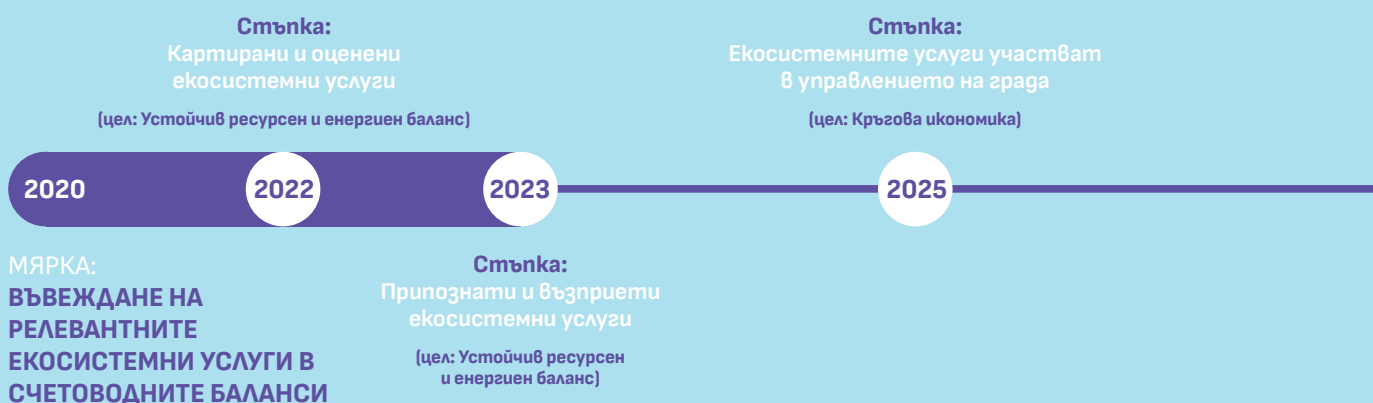 Стъпка:
Картирани и оценени
екосистемни услуги
(цел: Устойчив ресурсен и енергиен баланс)
Стъпка:
Екосистемните услуги участват
в управлението на града
(цел: Кръгова икономика)
2020
2022
2023
2025
МЯРКА:
ВЪВЕЖДАНЕ НА
РЕЛЕВАНТНИТЕ
ЕКОСИСТЕМНИ УСЛУГИ В
СЧЕТОВОДНИТЕ БАЛАНСИ
Стъпка:
Припознати и възприети
екосистемни услуги
(цел: Устойчив ресурсен
и енергиен баланс)